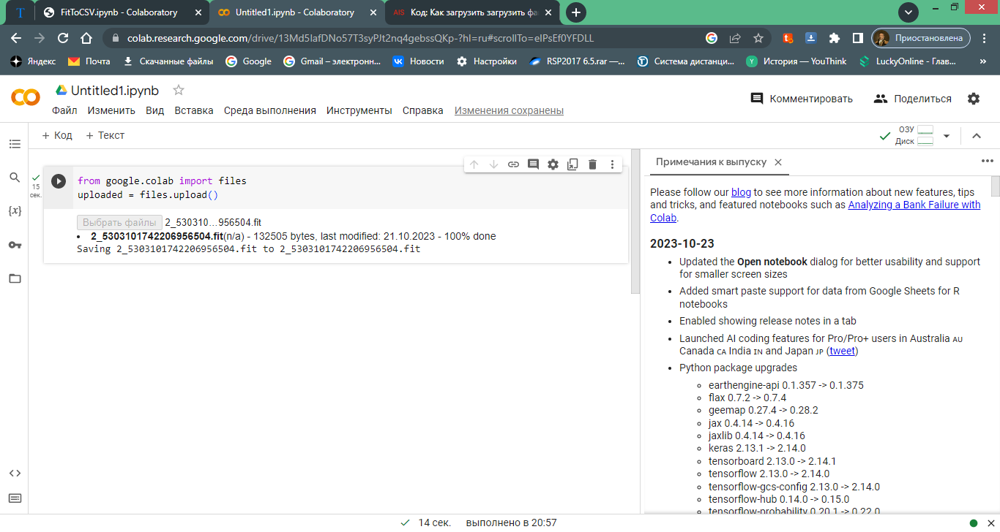 T
FitToCSV.ipynb - Colaboratory
Untitled1.ipynb - Colaboratory
AIS Код: Как загрузить загрузить фа
colab.research.google.com/drive/13Md5IafDNo57T3syPJt2nq4gebssQKp-?hl=ru#scrollTo=eIPsEf0YFDLL
Приостановлена
Яндекс
Почта
Скачанные файлы
Google
Gmail – электронн...
Новости
Настройки
RSP2017 6.5.rar —...
Система дистанци...
История — YouThink
LuckyOnline - Глав...
»
Untitled1.ipynb
Файл Изменить Вид Вставка Среда выполнения Инструменты Справка Изменения сохранены
Комментировать
Поделиться
+ Код + Текст
ОЗУ
Диск
15
сек.
from google.colab import files
uploaded = files.upload()
Выбрать файлы 2_530310...956504.fit
• 2_5303101742206956504.fit(n/a) - 132505 bytes, last modified: 21.10.2023 - 100% done
Saving 2_5303101742206956504.fit to 2_5303101742206956504.fit
{x}
Примечания к выпуску
Please follow our blog to see more information about new features, tips
and tricks, and featured notebooks such as Analyzing a Bank Failure with
Colab.
2023-10-23
• Updated the Open notebook dialog for better usability and support
for smaller screen sizes
• Added smart paste support for data from Google Sheets for R
notebooks
• Enabled showing release notes in a tab
• Launched AI coding features for Pro/Pro+ users in Australia AU
Canada CA India IN and Japan JP (tweet)
• Python package upgrades
earthengine-api 0.1.357 -> 0.1.375
flax 0.7.2 -> 0.7.4
geemap 0.27.4 -> 0.28.2
jax 0.4.14 -> 0.4.16
jaxlib 0.4.14 -> 0.4.16
keras 2.13.1 -> 2.14.0
tensorboard 2.13.0 -> 2.14.1
tensorflow 2.13.0 -> 2.14.0
tensorflow-gcs-config 2.13.0 -> 2.14.0
tensorflow-hub 0.14.0 -> 0.15.0
tensorflow-probability 0.20.1 -> 0.22.0
14 сек. выполнено в 20:57